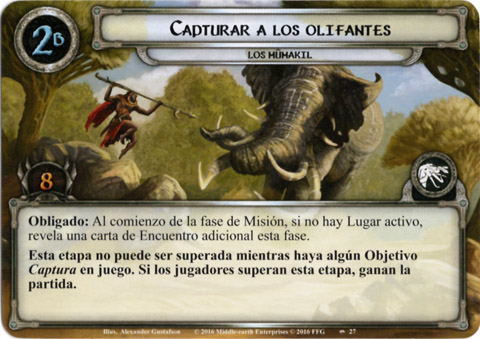 2B
CAPTURAR A LOS OLIFANTES
LOS MÛMAKIL
8
Obligado: Al comienzo de la fase de Misión, si no hay Lugar activo,
revela una carta de Encuentro adicional esta fase.
Esta etapa no puede ser superada mientras haya algún Objetivo
Captura en juego. Si los jugadores superan esta etapa, ganan la
partida.
Illus. Alexander Gustafson © 2016 Middle-earth Enterprises © 2016 FFG 27